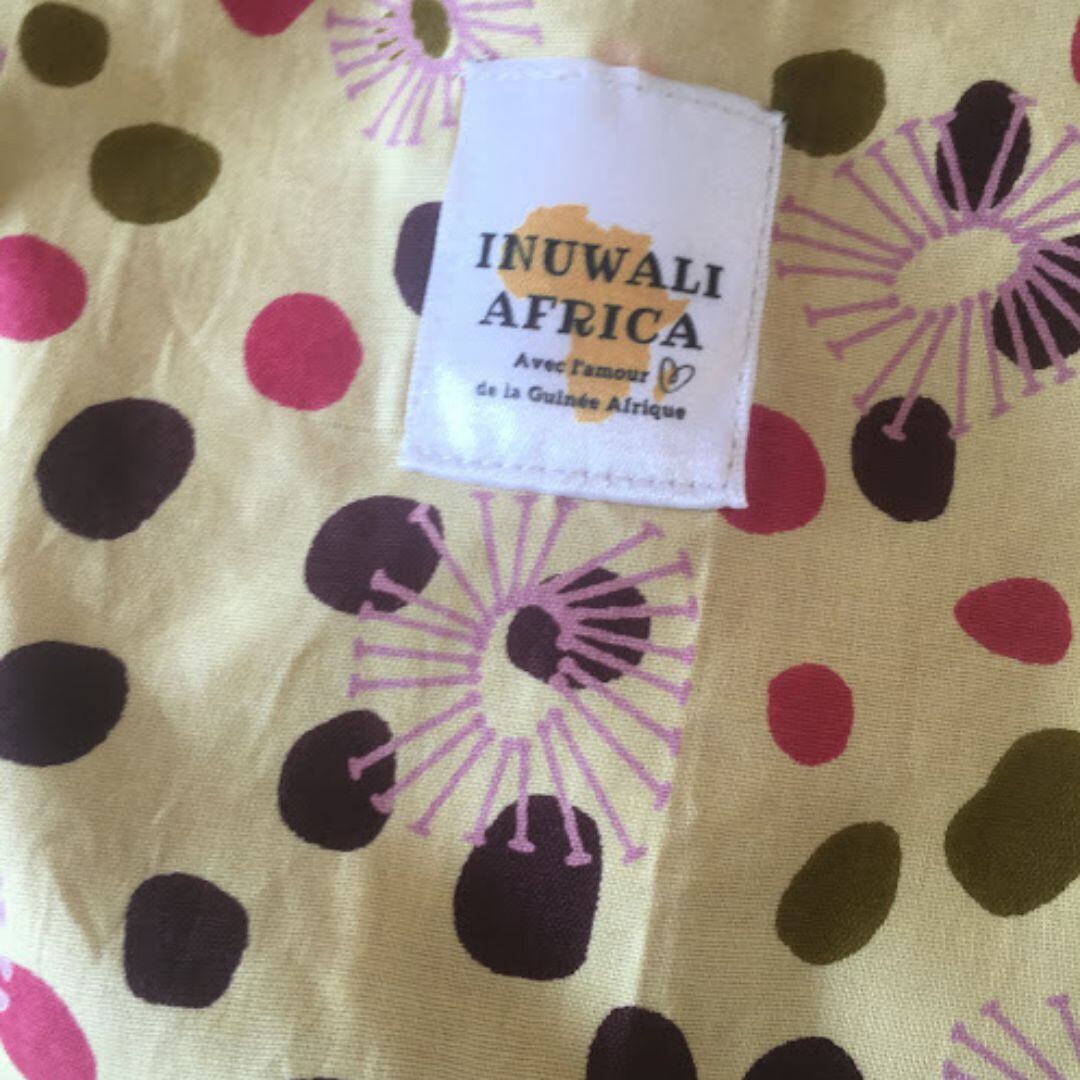 INUWALI
AFRICA
Avec l'amour
de la Guinée Afrique